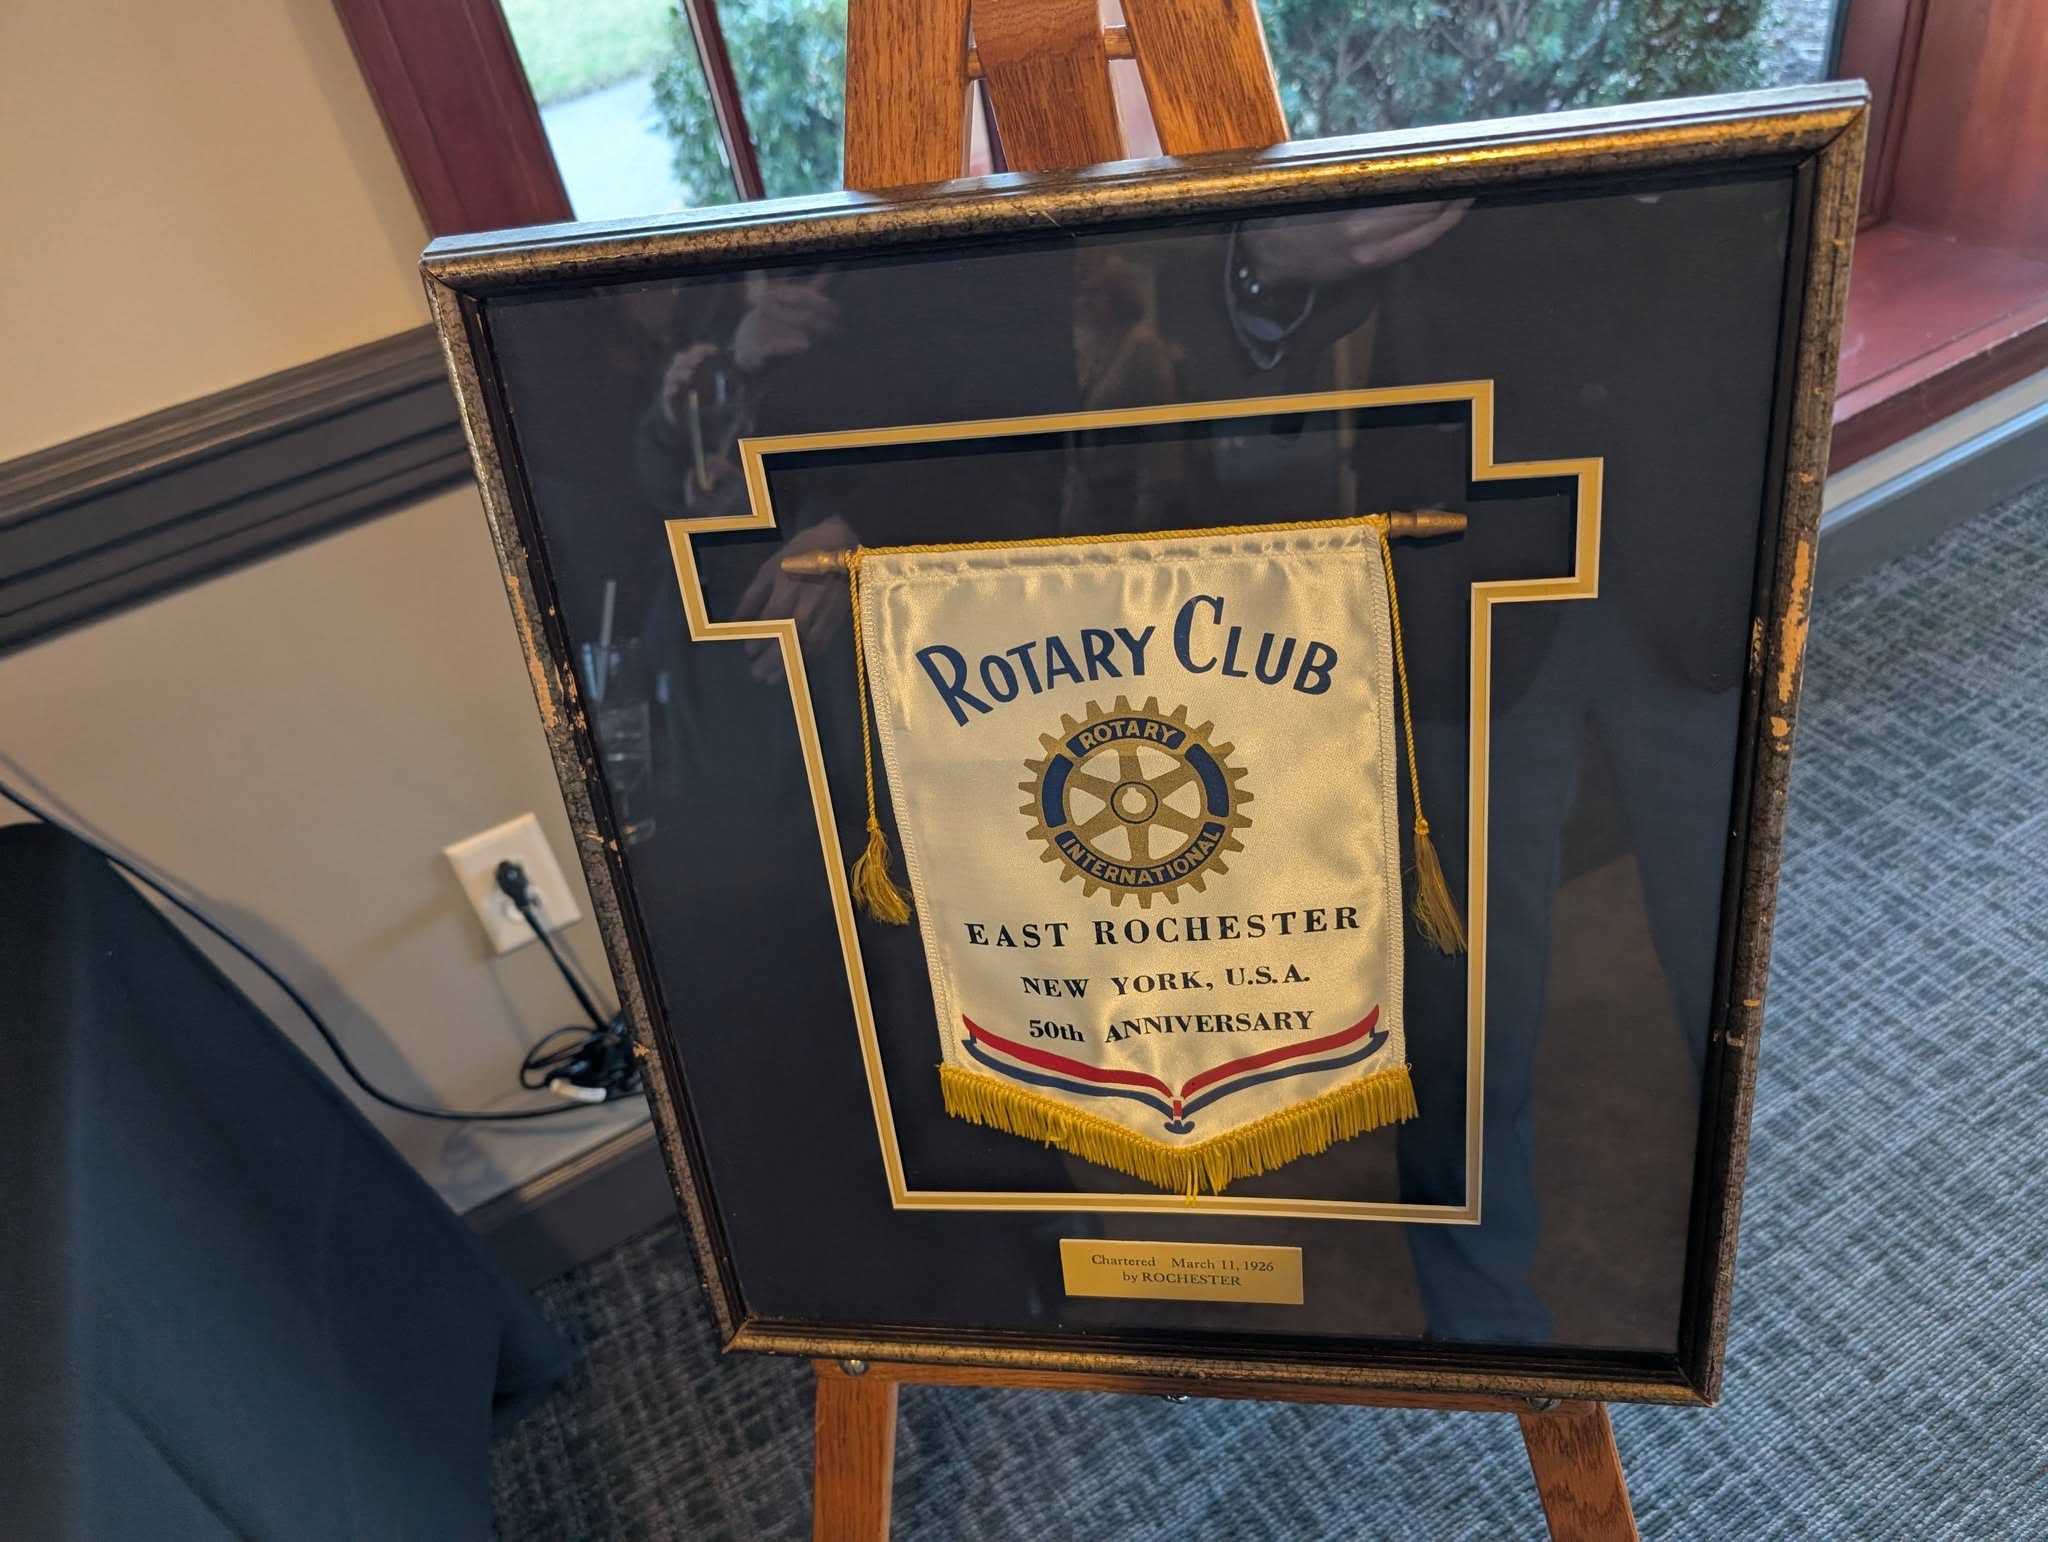 ROTARY CLUB
ROTARY
INTERNATIONAL
EAST ROCHESTER
NEW YORK, U.S.A.
50th ANNIVERSARY
Chartered March 11, 1926
by ROCHESTER